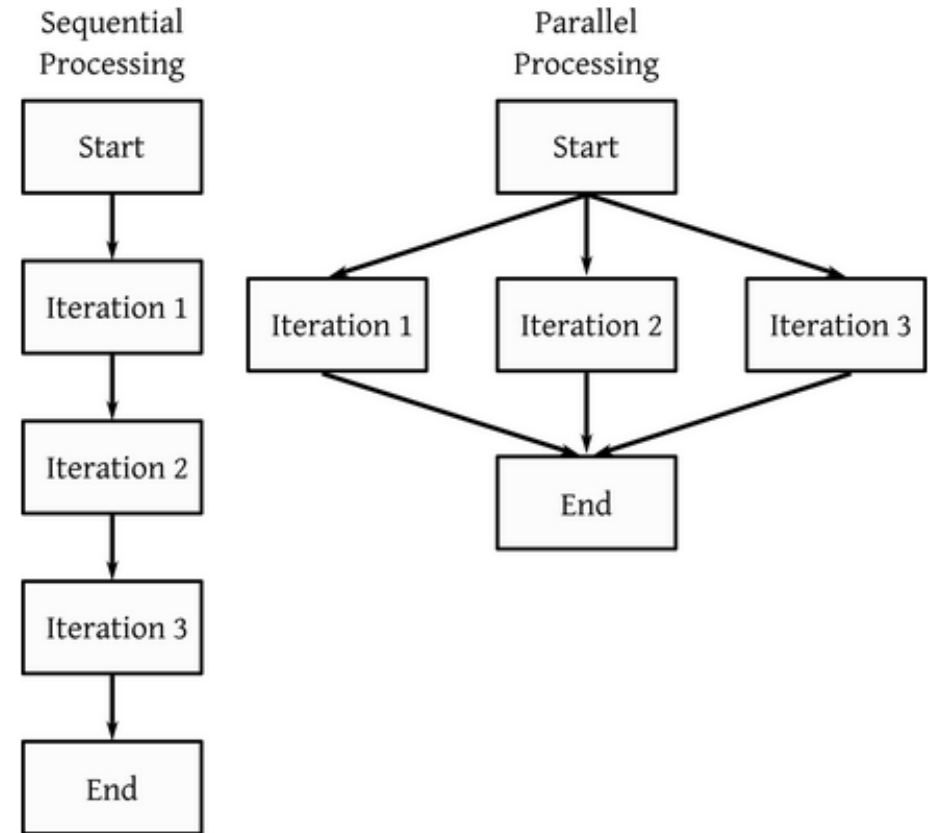 Sequential
Processing
Start
Iteration 1
Iteration 2
Iteration 3
End
Parallel
Processing
Start
Iteration 1
Iteration 2
Iteration 3
End